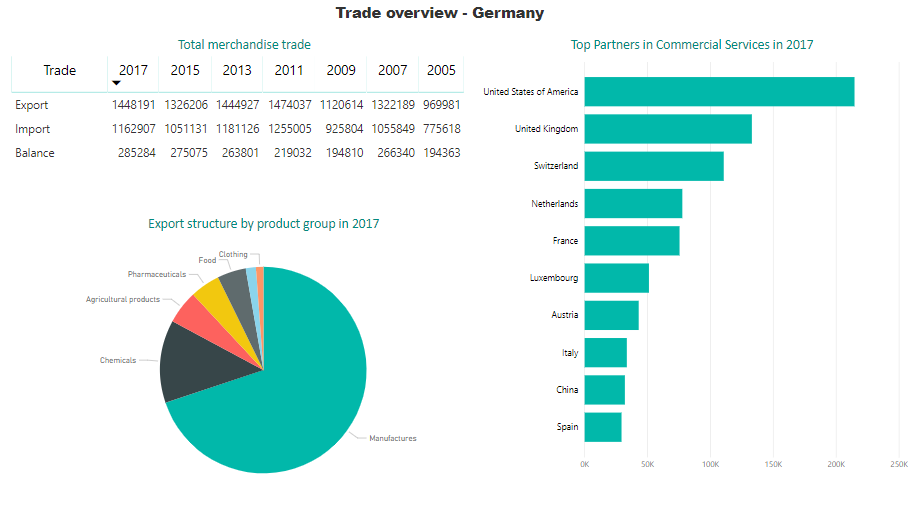 Trade overview - Germany
Total merchandise trade
Trade 2017 2015 2013 2011 2009 2007 2005
Export 1448191 1326206 1444927 1474037 1120614 1322189 969981
Import 1162907 1051131 1181126 1255005 925804 1055849 775618
Balance 285284 275075 263801 219032 194810 266340 194363
Export structure by product group in 2017
Clothing
Food
Pharmaceuticals
Agricultural products
Chemicals
Manufactures
Top Partners in Commercial Services in 2017
United States of America
United Kingdom
Switzerland
Netherlands
France
Luxembourg
Austria
Italy
China
Spain
0K 50K 100K 150K 200K 250K